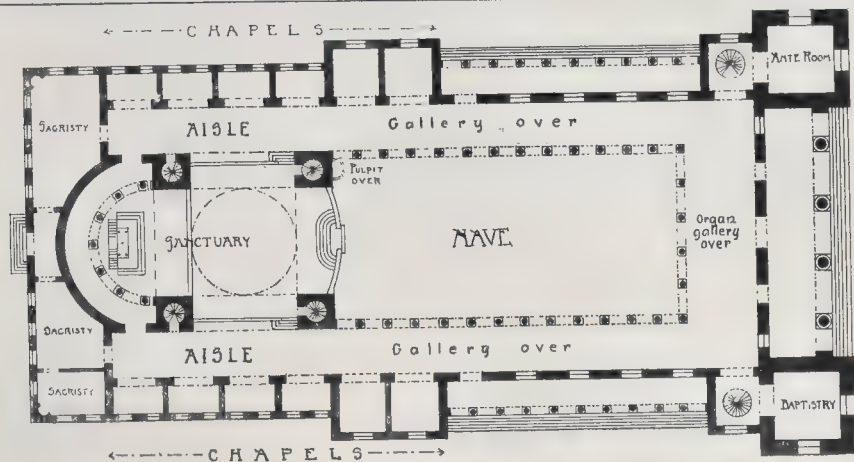 CHAPELS
ANTE ROOM
SACRISTY
AISLE
Gallery over
PULPIT
OVER
SANCTUARY
NAVE
Organ
gallery
over
SACRISTY
AISLE
Gallery over
SACRISTY
BAPTISTRY
CHAPELS